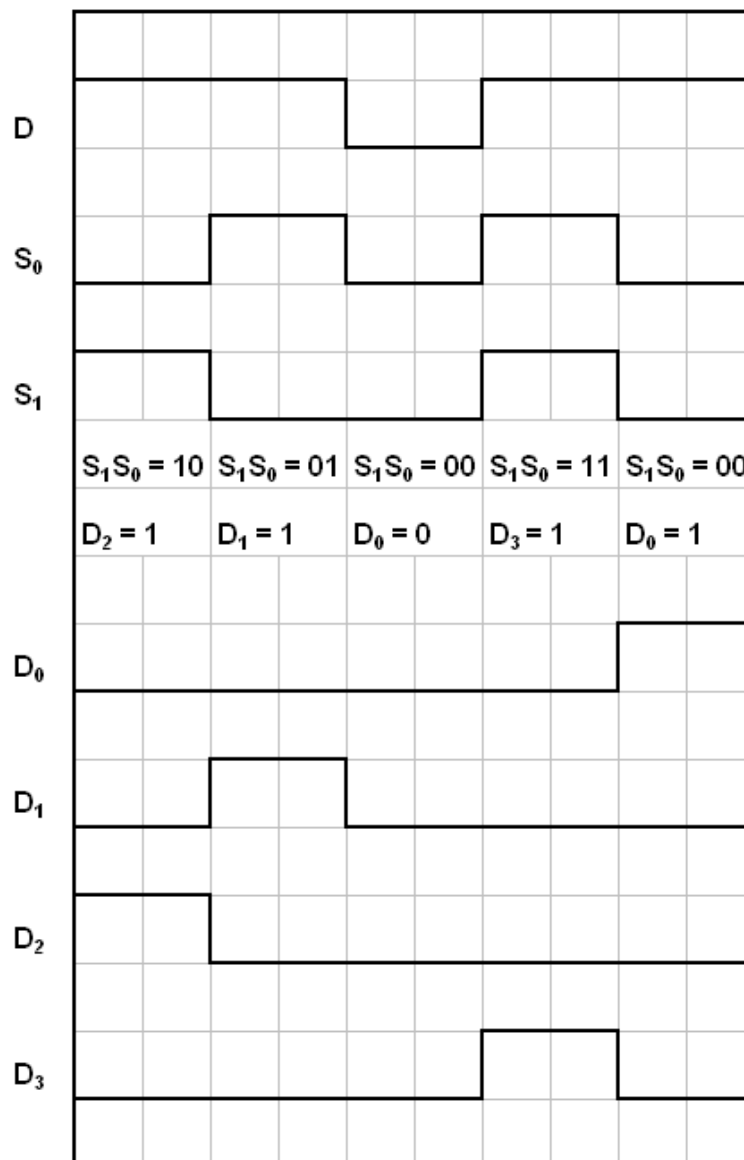 D
S₀
S₁
S₁S₀ = 10 S₁S₀ = 01 S₁S₀ = 00 S₁S₀ = 11 S₁S₀ = 00
D₂ = 1 D₁ = 1 D₀ = 0 D₃ = 1 D₀ = 1
D₀
D₁
D₂
D₃